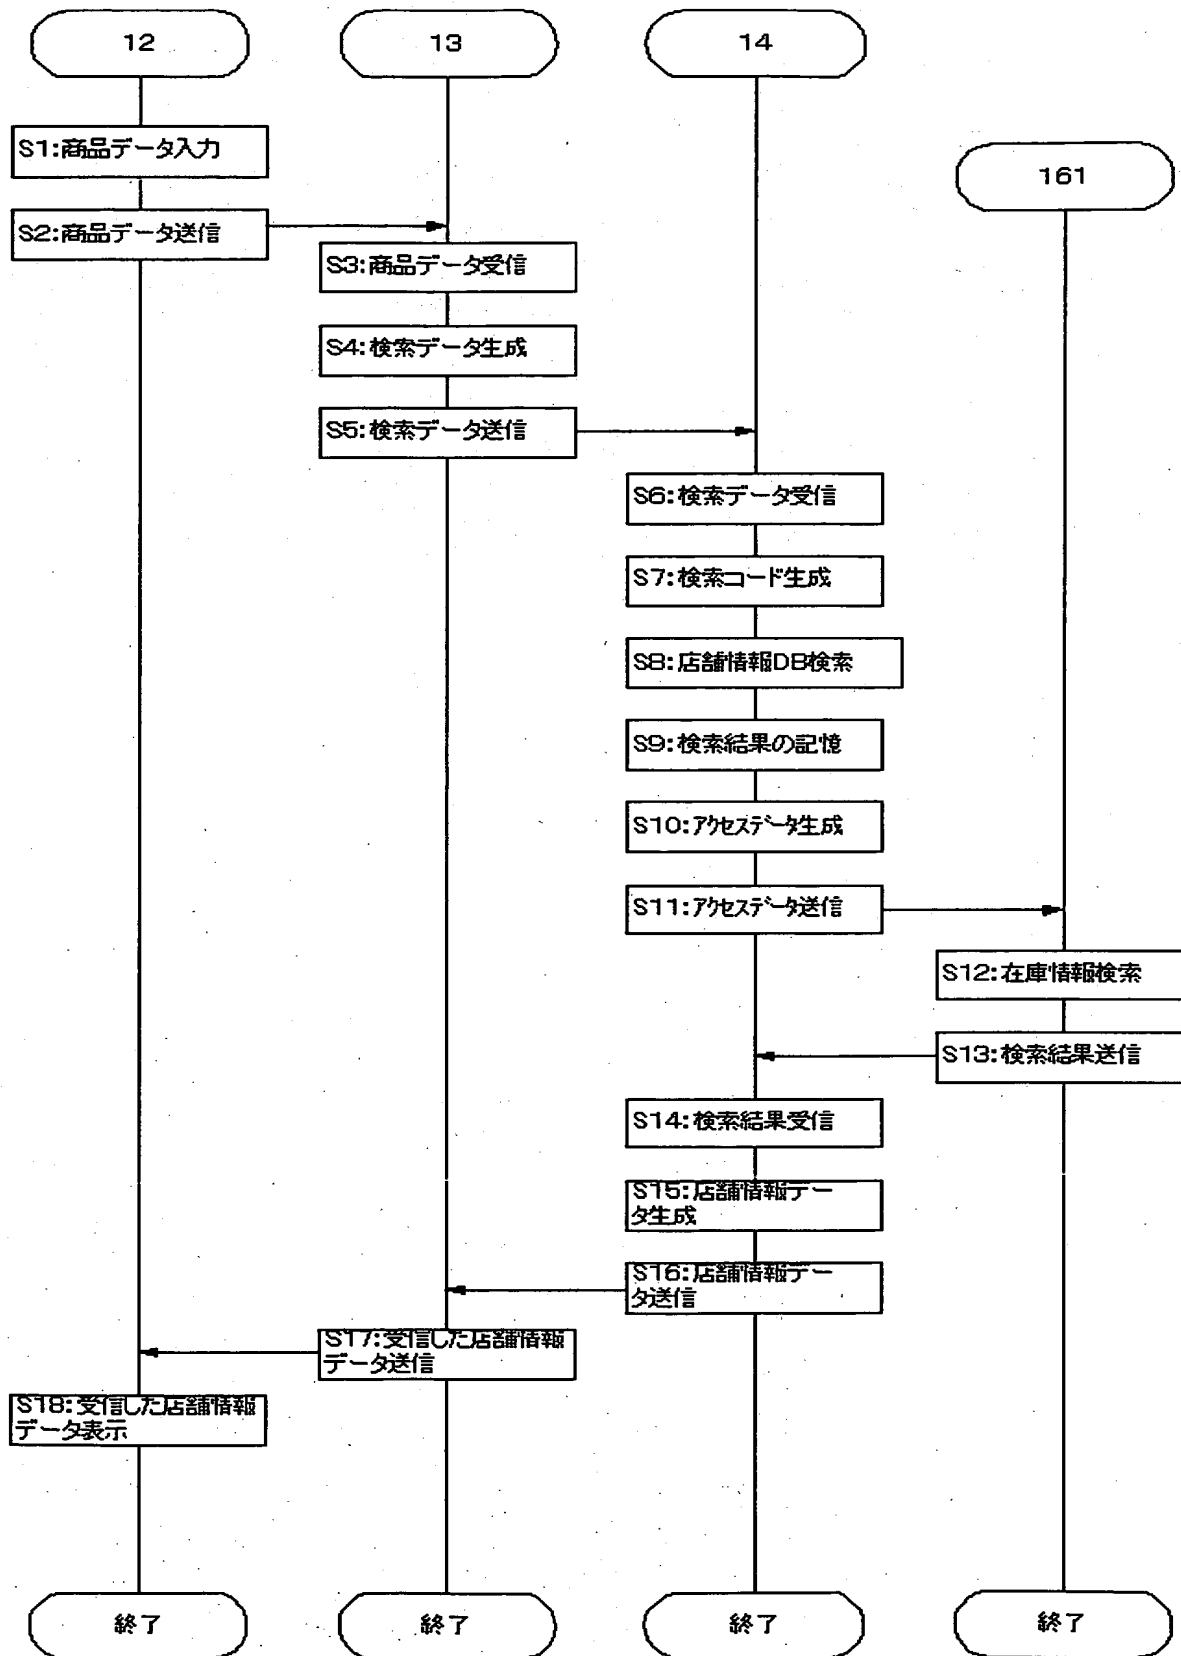 12
13
14
161
S1:商品データ入力
S2:商品データ送信
S3:商品データ受信
S4:検索データ生成
S5:検索データ送信
S6:検索データ受信
S7:検索コード生成
S8:店舗情報DB検索
S9:検索結果の記憶
S10:アクセスデータ生成
S11:アクセスデータ送信
S12:在庫情報検索
S13:検索結果送信
S14:検索結果受信
S15:店舗情報デー
タ生成
S16:店舗情報デー
タ送信
S17:受信した店舗情報
データ送信
S18:受信した店舗情報
データ表示
終了
終了
終了
終了